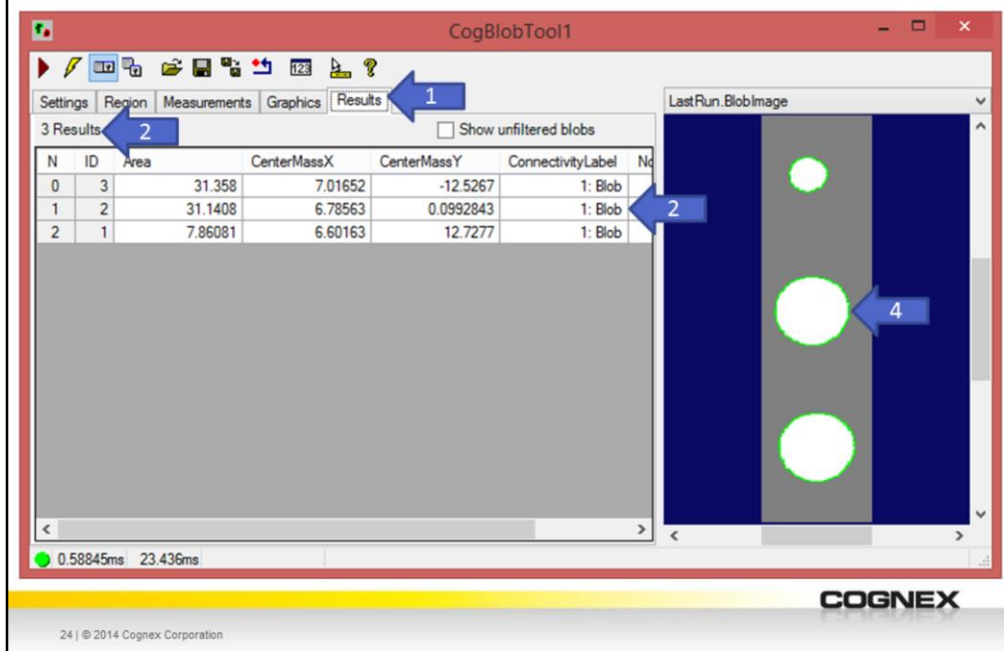 CogBlobTool1
Settings Region Measurements Graphics Results 1 LastRun.BlobImage
3 Results 2 Show unfiltered blobs
N ID Area CenterMassX CenterMassY ConnectivityLabel
0 3 31.358 7.01652 -12.5267 1: Blob
1 2 31.1408 6.78563 0.0992843 1: Blob 2
2 1 7.86081 6.60163 12.7277 1: Blob
4
0.58845ms 23.436ms
COGNEX
24 | © 2014 Cognex Corporation